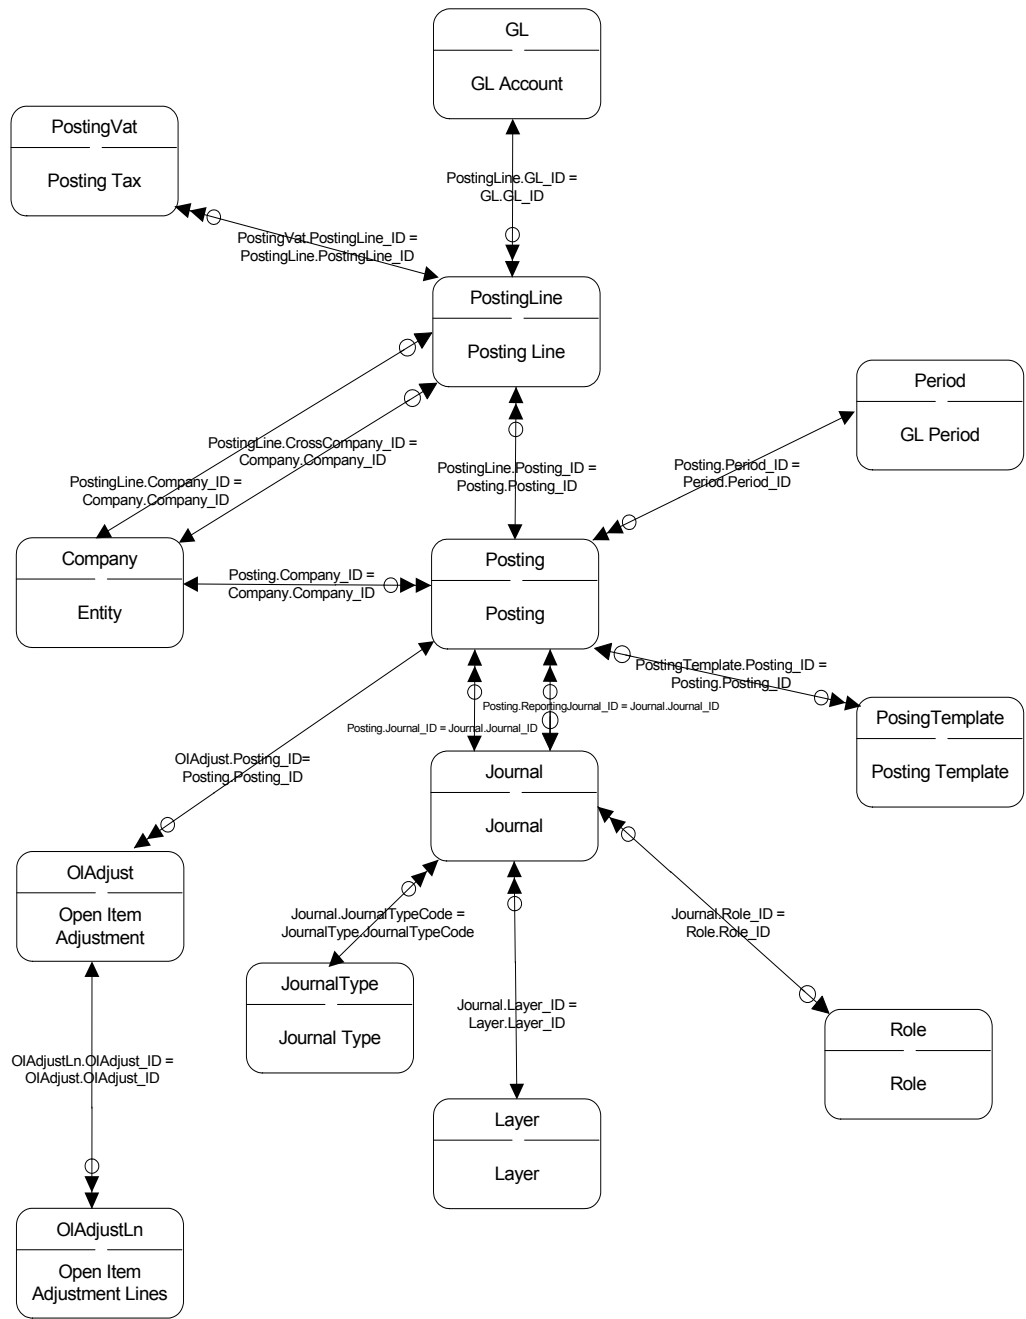 GL
GL Account
PostingVat
Posting Tax
PostingLine.GL_ID =
GL.GL_ID
PostingVat.PostingLine_ID =
PostingLine.PostingLine_ID
PostingLine
Posting Line
Period
GL Period
PostingLine.CrossCompany_ID =
Company.Company_ID
PostingLine.Company_ID =
Company.Company_ID
PostingLine.Posting_ID =
Posting.Posting_ID
Posting.Period_ID =
Period.Period_ID
Company
Entity
Posting.Company_ID =
Company.Company_ID
Posting
Posting
PostingTemplate.Posting_ID =
Posting.Posting_ID
Posting.ReportingJournal_ID = Journal.Journal_ID
Posting.Journal_ID = Journal.Journal_ID
PosingTemplate
Posting Template
OIAdjust.Posting_ID=
Posting.Posting_ID
Journal
Journal
OIAdjust
Open Item
Adjustment
Journal.JournalTypeCode =
JournalType.JournalTypeCode
Journal.Role_ID =
Role.Role_ID
JournalType
Journal Type
Journal.Layer_ID =
Layer.Layer_ID
Role
Role
OIAdjustLn.OIAdjust_ID =
OIAdjust.OIAdjust_ID
Layer
Layer
OIAdjustLn
Open Item
Adjustment Lines